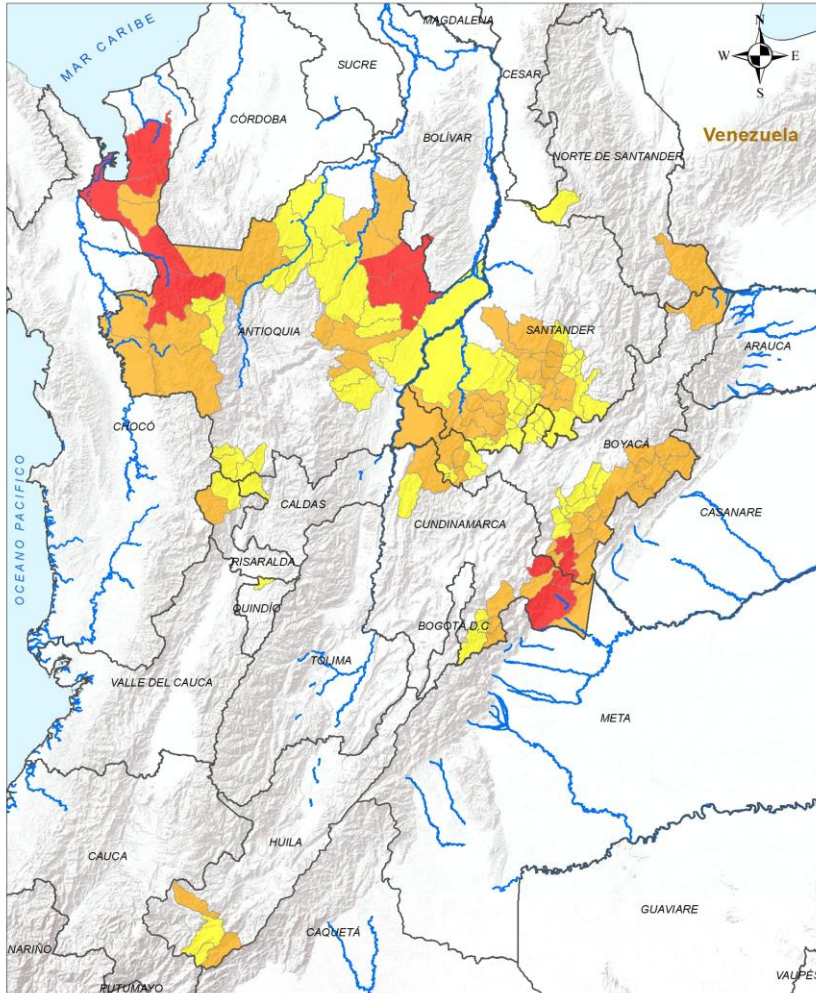 MAGDALENA
MAR CARIBE
N
W E
S
SUCRE
CESAR
CÓRDOBA
BOLÍVAR
Venezuela
NORTE DE SANTANDER
ANTIOQUIA
SANTANDER
ARAUCA
CHOCÓ
BOYACÁ
OCEANO PACIFICO
CALDAS
CASANARE
CUNDINAMARCA
RISARALDA
QUINDÍO
BOGOTÁ D.C
TOLIMA
VALLE DEL CAUCA
META
HUILA
CAUCA
GUAVIARE
CAQUETÁ
NARIÑO
VAUPÉS
PUTUMAYO